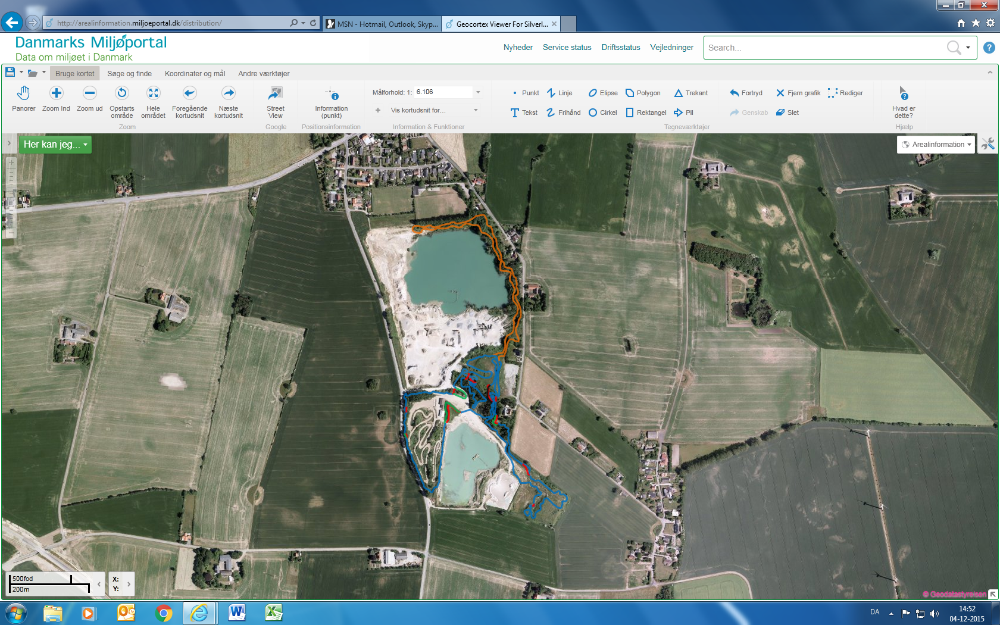 http://arealinformation.miljoeportal.dk/distribution/
MSN - Hotmail, Outlook, Skyp...
Geocortex Viewer For Silverl...
Danmarks Miljøportal
Data om miljøet i Danmark
Nyheder
Service status
Driftsstatus
Vejledninger
Search...
Bruge kortet
Søge og finde
Koordinater og mål
Andre værktøjer
Panorer
Zoom Ind
Zoom ud
Opstarts
område
Hele
området
Foregående
kortudsnit
Næste
kortudsnit
Zoom
Street
View
Google
Information
(punkt)
Positionsinformation
Målforhold: 1: 6.106
Vis kortudsnit for...
Information & Funktioner
Punkt
Linje
Elipse
Polygon
Trekant
Tekst
Frihånd
Cirkel
Rektangel
Pil
Fortryd
Fjern grafik
Rediger
Genskab
Slet
Tegneværktøjer
Hvad er
dette?
Hjælp
Her kan jeg...
Arealinformation
500fod
200m
X:
Y:
© Geodatastyrelsen
DA
14:52
04-12-2015